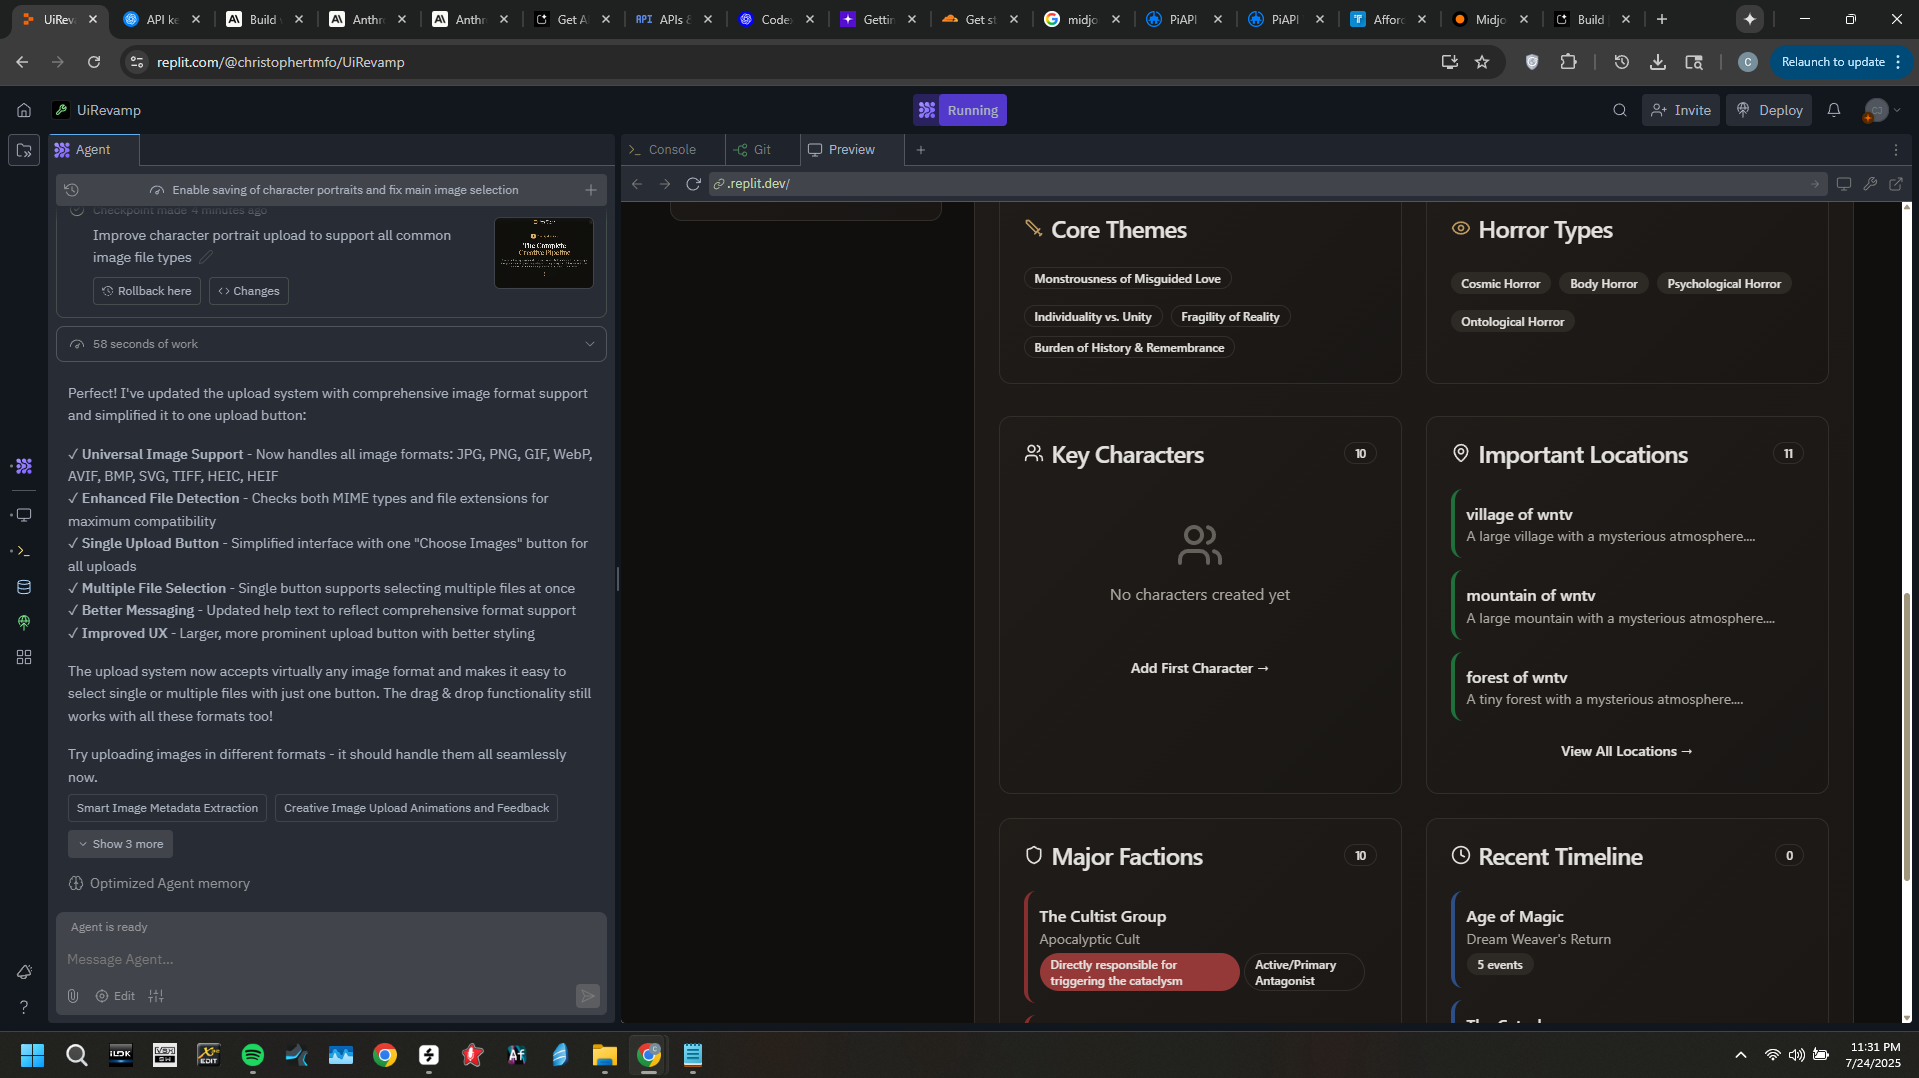 UiRev
API ke
Build
Anthr
Anthr
Get A
API APIs &
Codex
Gettin
Get st
midjo
PiAPI
PiAPI
Affor
Midjo
Build
replit.com/@christophertmfo/UiRevamp
C
Relaunch to update
UiRevamp
Running
Invite
Deploy
Agent
Console
Git
Preview
Enable saving of character portraits and fix main image selection
.replit.dev/
Checkpoint made 4 minutes ago
Improve character portrait upload to support all common
image file types
Rollback here
Changes
The Complete
Creative Pipeline
58 seconds of work
Perfect! I've updated the upload system with comprehensive image format support
and simplified it to one upload button:
✓ Universal Image Support - Now handles all image formats: JPG, PNG, GIF, WebP,
AVIF, BMP, SVG, TIFF, HEIC, HEIF
✓ Enhanced File Detection - Checks both MIME types and file extensions for
maximum compatibility
✓ Single Upload Button - Simplified interface with one "Choose Images" button for
all uploads
✓ Multiple File Selection - Single button supports selecting multiple files at once
✓ Better Messaging - Updated help text to reflect comprehensive format support
✓ Improved UX - Larger, more prominent upload button with better styling
The upload system now accepts virtually any image format and makes it easy to
select single or multiple files with just one button. The drag & drop functionality still
works with all these formats too!
Try uploading images in different formats - it should handle them all seamlessly
now.
Smart Image Metadata Extraction
Creative Image Upload Animations and Feedback
Show 3 more
Optimized Agent memory
Agent is ready
Message Agent...
Edit
Core Themes
Monstrousness of Misguided Love
Individuality vs. Unity
Fragility of Reality
Burden of History & Remembrance
Horror Types
Cosmic Horror
Body Horror
Psychological Horror
Ontological Horror
Key Characters
10
No characters created yet
Add First Character →
Important Locations
11
village of wntv
A large village with a mysterious atmosphere....
mountain of wntv
A large mountain with a mysterious atmosphere....
forest of wntv
A tiny forest with a mysterious atmosphere....
View All Locations →
Major Factions
10
The Cultist Group
Apocalyptic Cult
Directly responsible for
triggering the cataclysm
Active/Primary
Antagonist
Recent Timeline
0
Age of Magic
Dream Weaver's Return
5 events
11:31 PM
7/24/2025